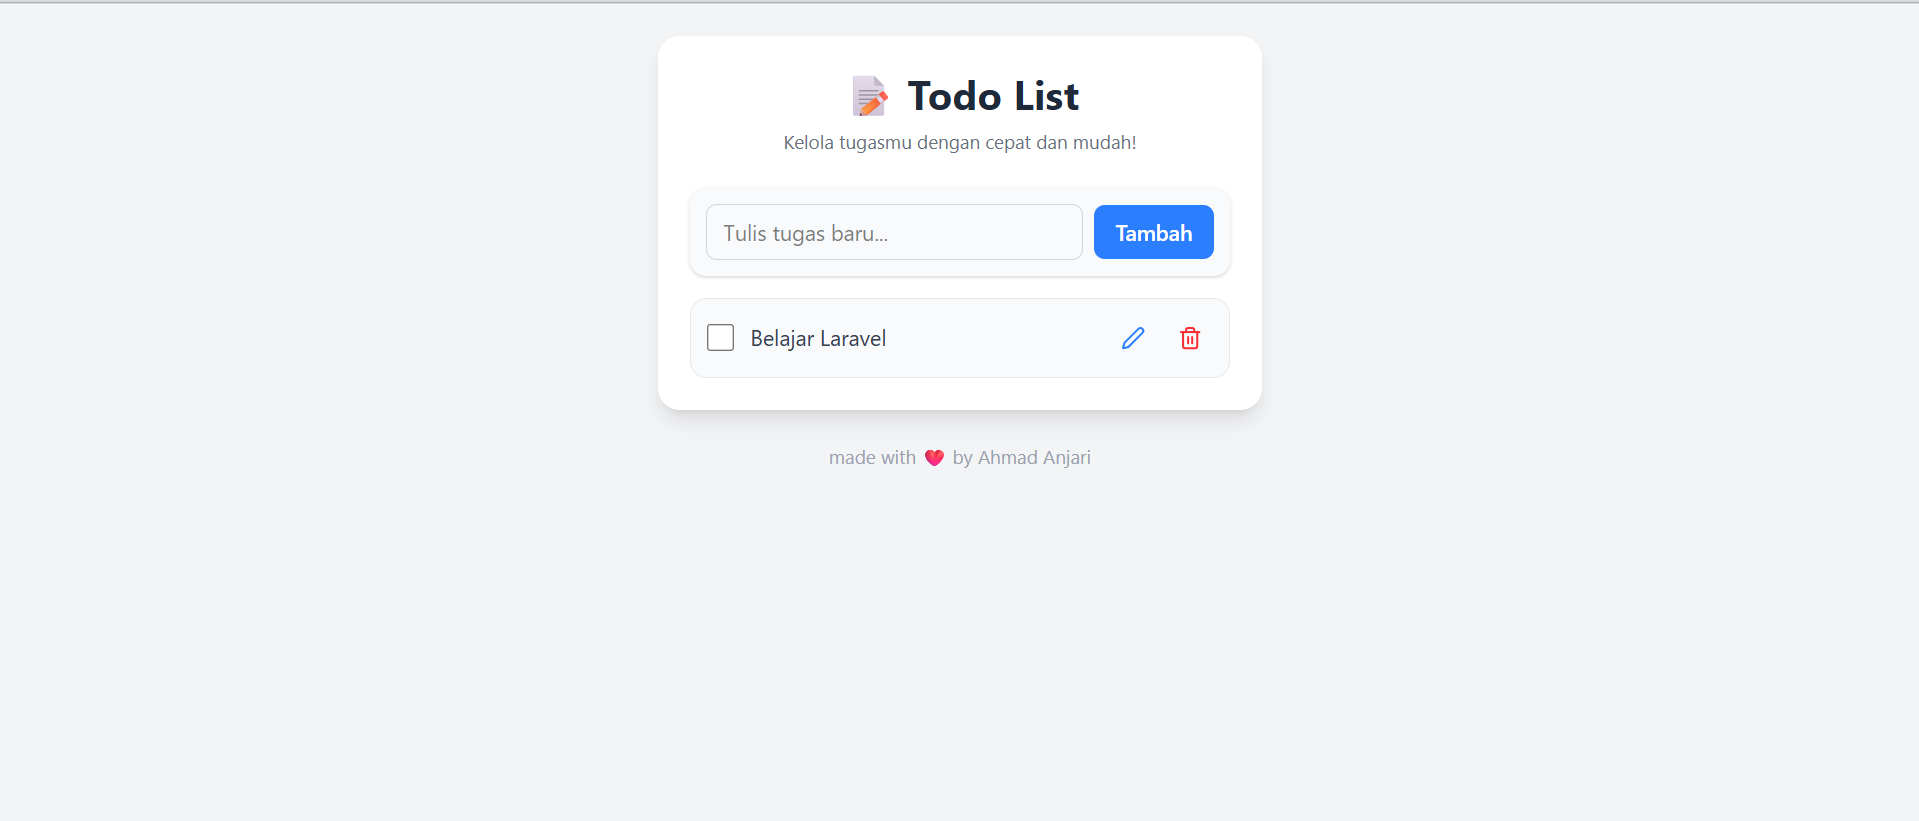 Todo List
Kelola tugasmu dengan cepat dan mudah!
Tulis tugas baru...
Tambah
Belajar Laravel
made with ❤️ by Ahmad Anjari